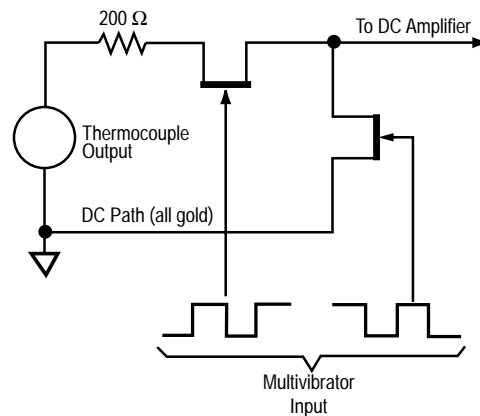 200 Ω
To DC Amplifier
Thermocouple
Output
DC Path (all gold)
Multivibrator
Input